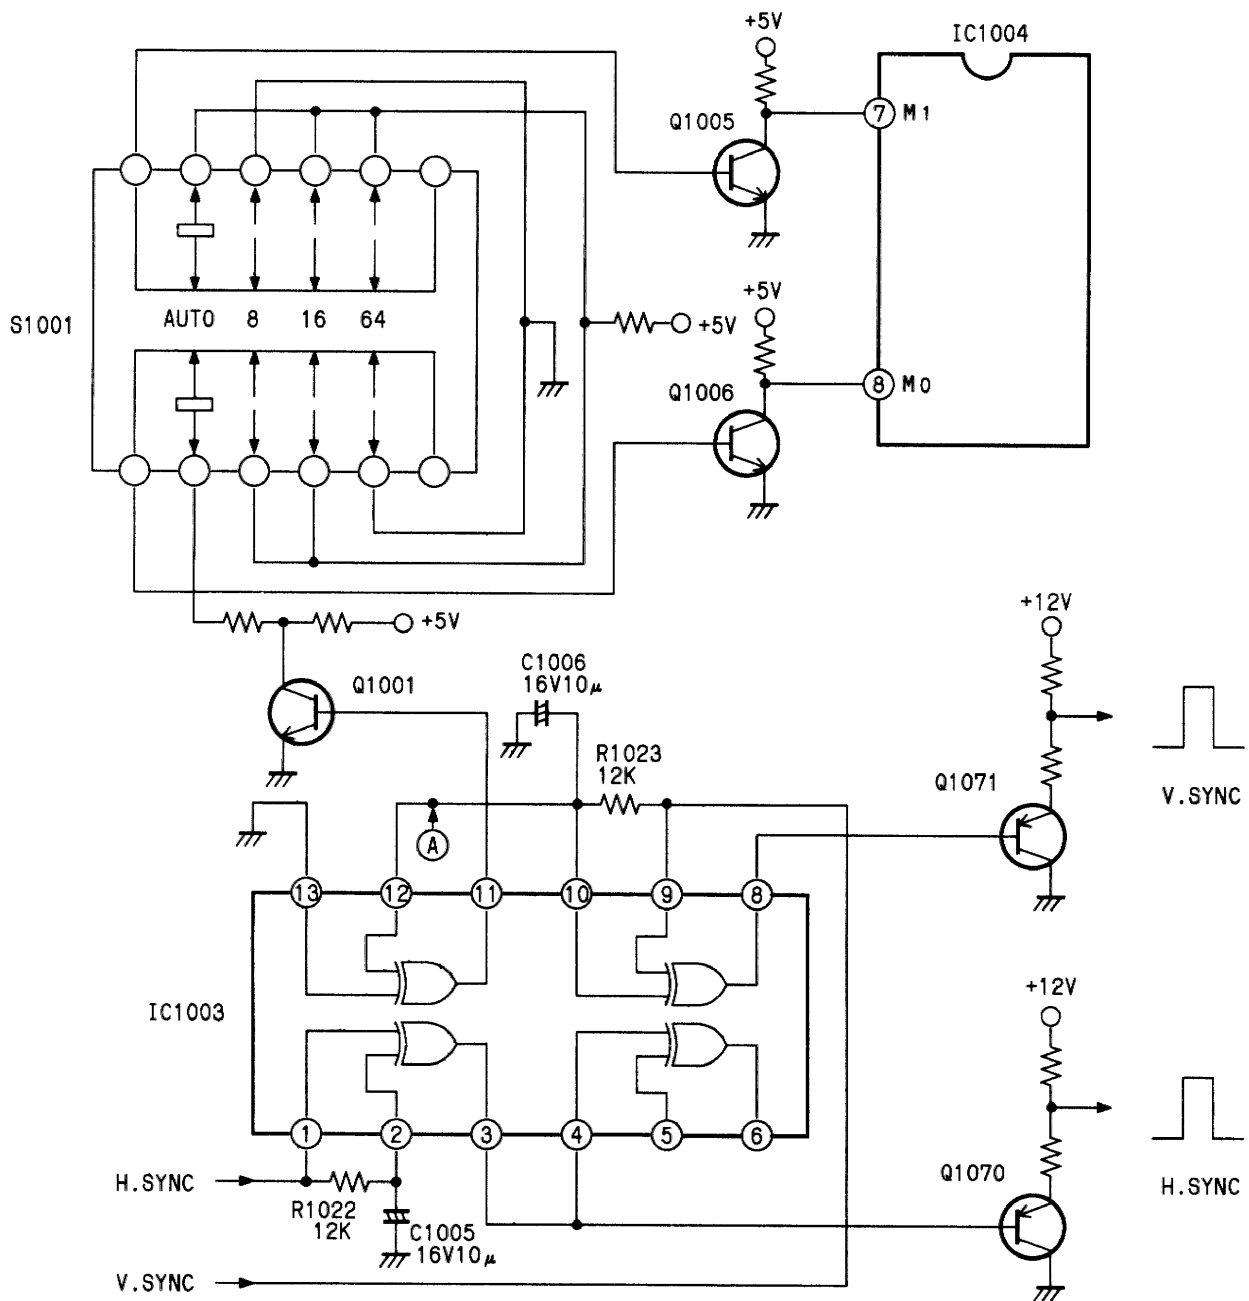 +5V
IC1004
Q1005
7 M1
S1001
AUTO 8 16 64
+5V
+5V
Q1006
8 M0
+5V
Q1001
C1006
16V10μ
R1023
12K
A
+12V
Q1071
V.SYNC
13 12 11 10 9 8
IC1003
1 2 3 4 5 6
H.SYNC
R1022
12K
C1005
16V10μ
V.SYNC
+12V
Q1070
H.SYNC